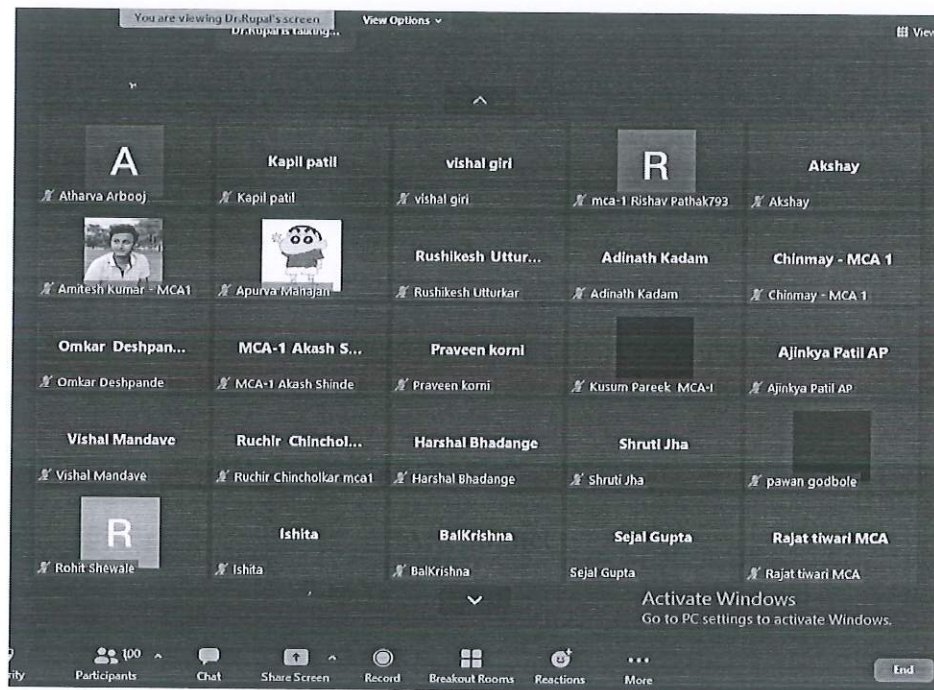 You are viewing Dr.Rupal's screen View Options
Dr.Rupal is talking...
View
A Kapil patil vishal giri R Akshay
Atharva Arbooj Kapil patil vishal giri mca-1 Rishav Pathak793 Akshay
Rushikesh Uttur... Adinath Kadam Chinmay - MCA 1
Amitesh Kumar - MCA1 Apurva Mahajan Rushikesh Utturkar Adinath Kadam Chinmay - MCA 1
Omkar Deshpan... MCA-1 Akash S... Praveen korni Ajinkya Patil AP
Omkar Deshpande MCA-1 Akash Shinde Praveen korni Kusum Pareek MCA-I Ajinkya Patil AP
Vishal Mandave Ruchir Chinchol... Harshal Bhadange Shruti Jha
Vishal Mandave Ruchir Chincholkar mca1 Harshal Bhadange Shruti Jha pawan godbole
R Ishita BalKrishna Sejal Gupta Rajat tiwari MCA
Rohit Shewale Ishita BalKrishna Sejal Gupta Rajat tiwari MCA
Activate Windows
Go to PC settings to activate Windows.
100
rity Participants Chat Share Screen Record Breakout Rooms Reactions More End